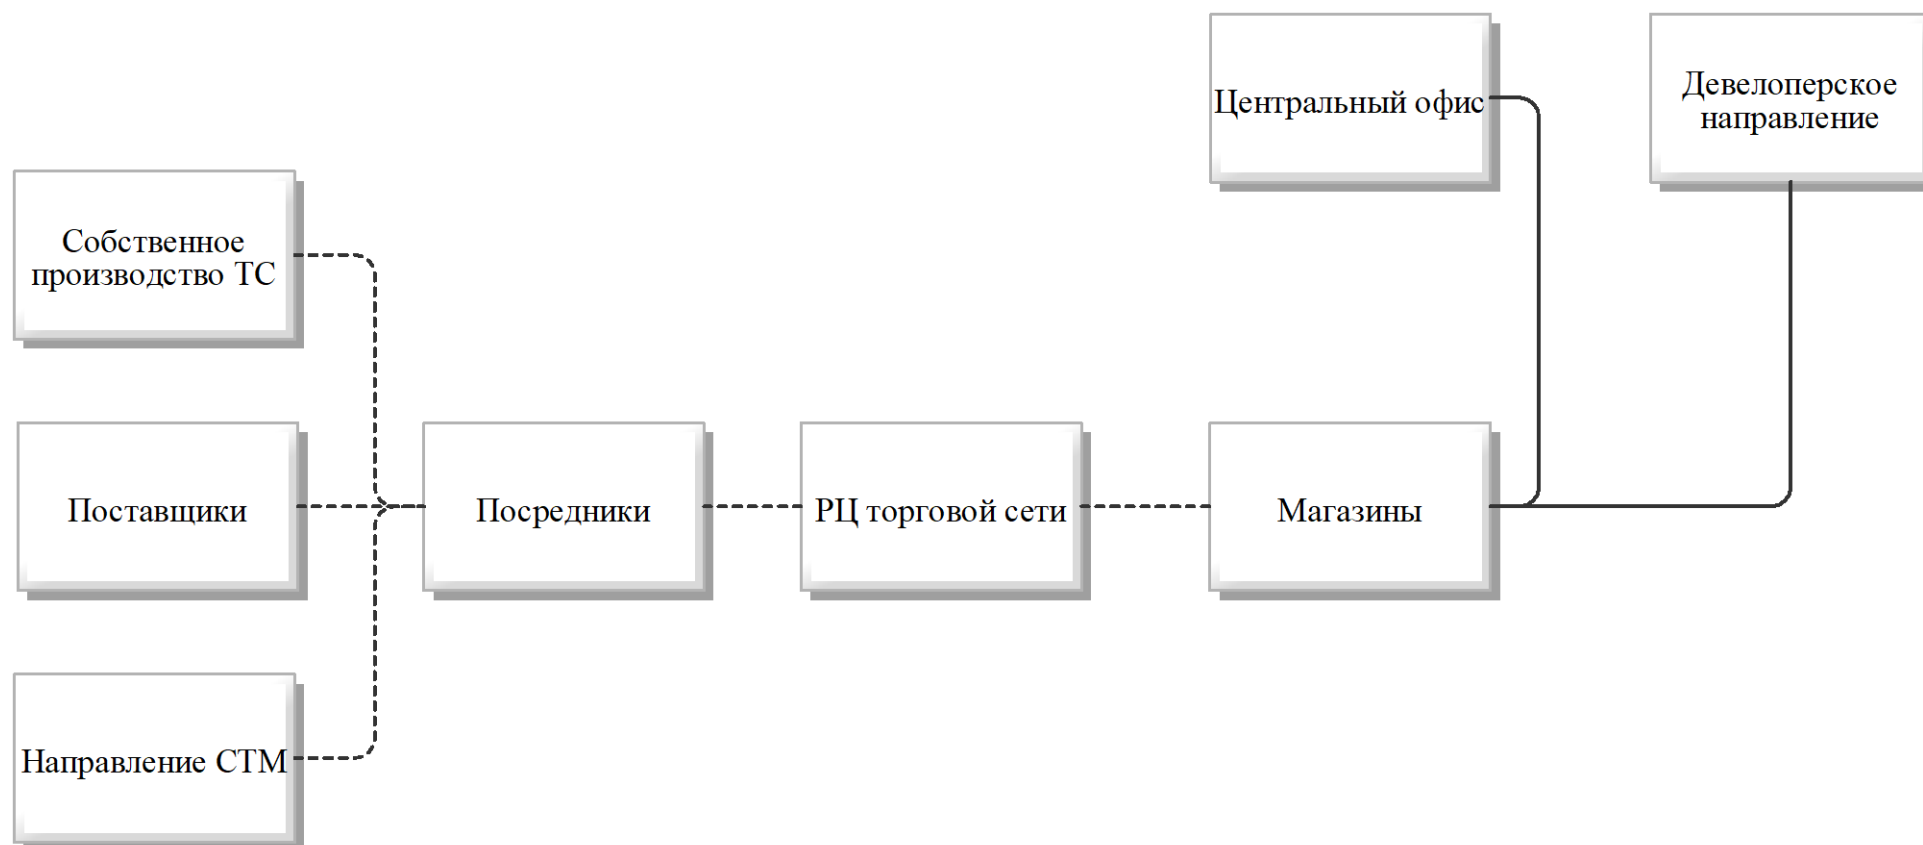 Центральный офис
Девелоперское
направление
Собственное
производство ТС
Поставщики
Посредники
РЦ торговой сети
Магазины
Направление СТМ